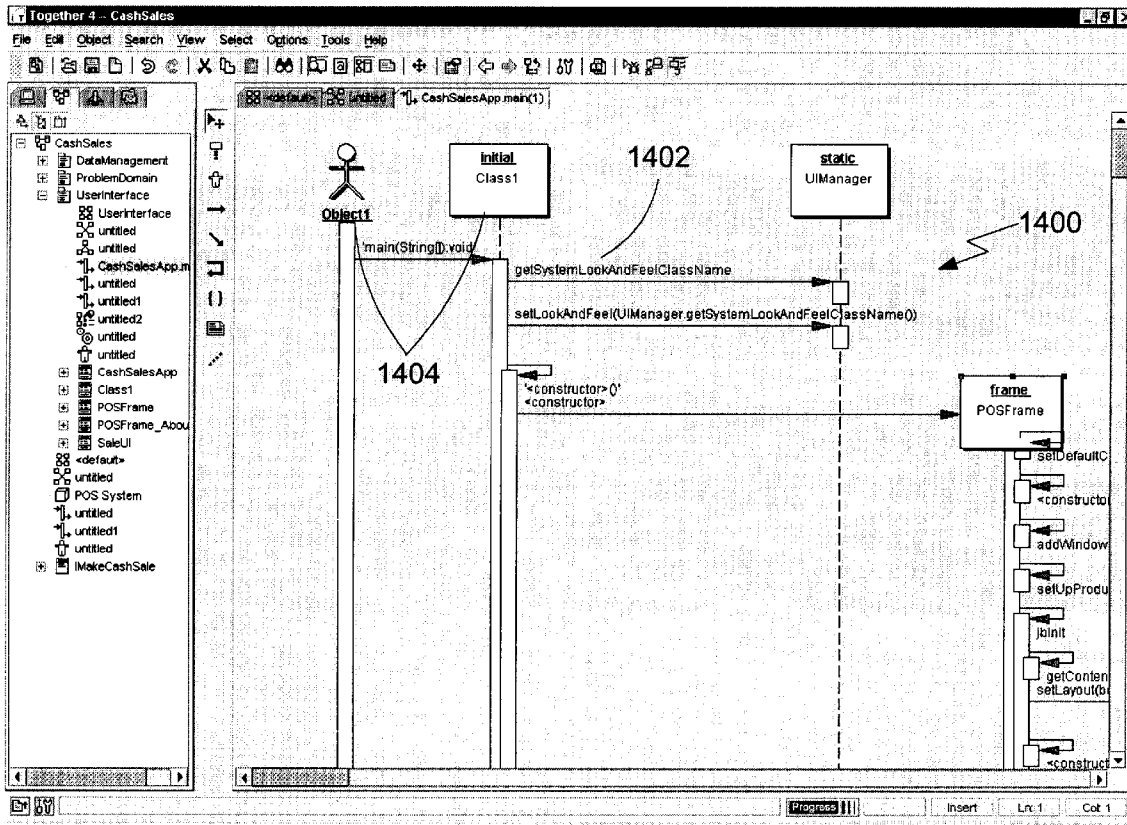 Together 4 -- CashSales
File Edit Object Search View Select Options Tools Help
<default> untitled CashSalesApp.main(1)
CashSales
DataManagement
ProblemDomain
UserInterface
UserInterface
untitled
untitled
CashSalesApp.m
untitled
untitled1
untitled2
untitled
untitled
CashSalesApp
Class1
POSFrame
POSFrame_Abou
SaleUI
<default>
untitled
POS System
untitled
untitled1
untitled
IMakeCashSale
Object1
initial
Class1
1402
static
UIManager
1400
'main(String[]):void
getSystemLookAndFeelClassName
setLookAndFeel(UIManager.getSystemLookAndFeelClassName())
1404
'<constructor>()'
<constructor>
frame
POSFrame
setDefaultC
<constructor
addWindow
setUpProdu
jbInit
getConten
setLayout(b
<construct
Progress
Insert
Ln: 1
Col: 1